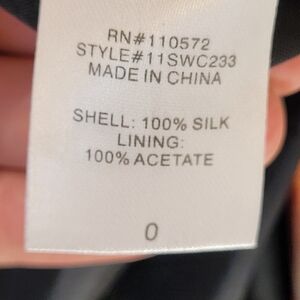 RN#110572
STYLE#11SWC233
MADE IN CHINA
SHELL: 100% SILK
LINING:
100% ACETATE
0